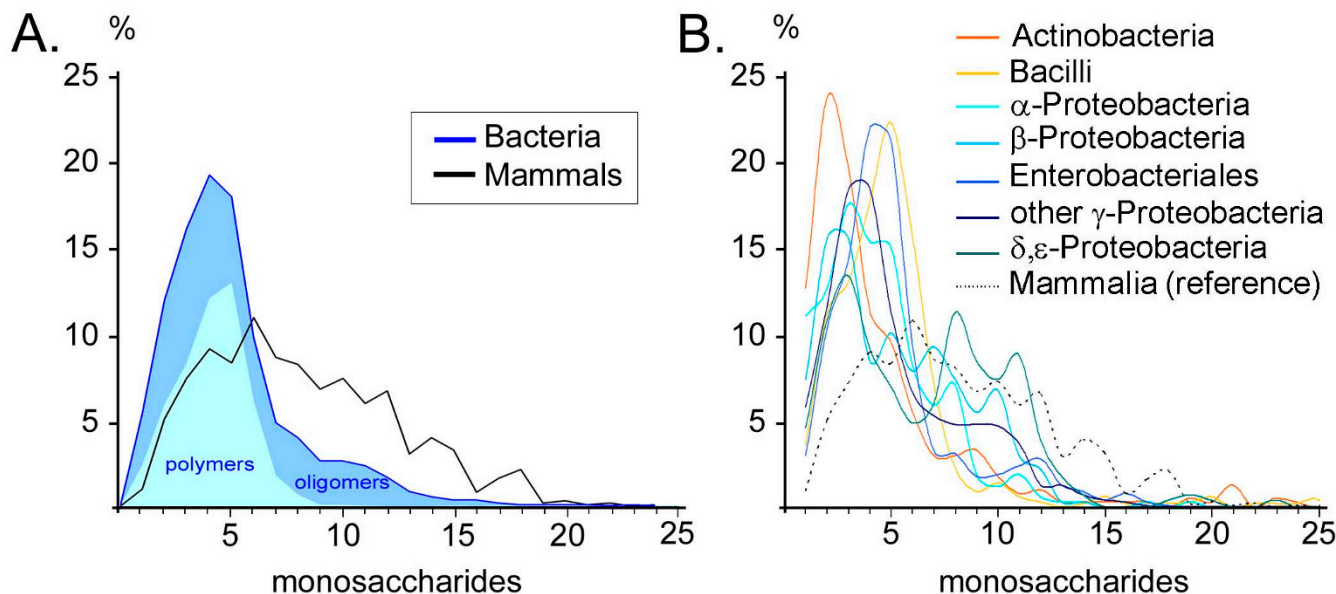 A.
%
25
20
15
10
5
Bacteria
Mammals
polymers
oligomers
5
10
15
20
25
monosaccharides
B.
%
25
20
15
10
5
Actinobacteria
Bacilli
α-Proteobacteria
β-Proteobacteria
Enterobacteriales
other γ-Proteobacteria
δ,ε-Proteobacteria
Mammalia (reference)
5
10
15
20
25
monosaccharides